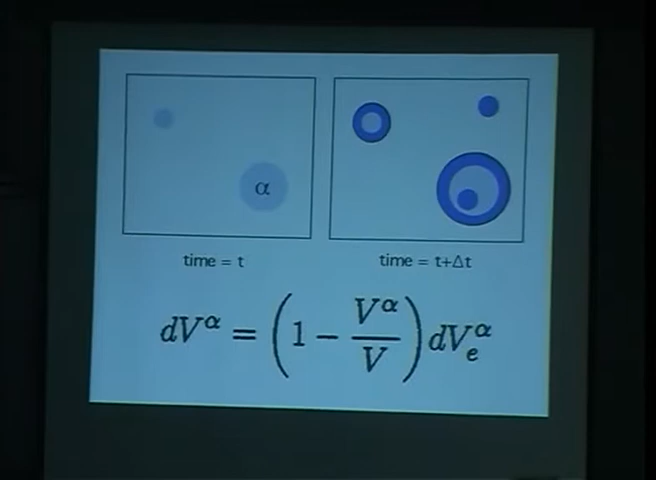 α
time = t
time = t+Δt
dV^α = (1 − V^α/V) dV_e^α